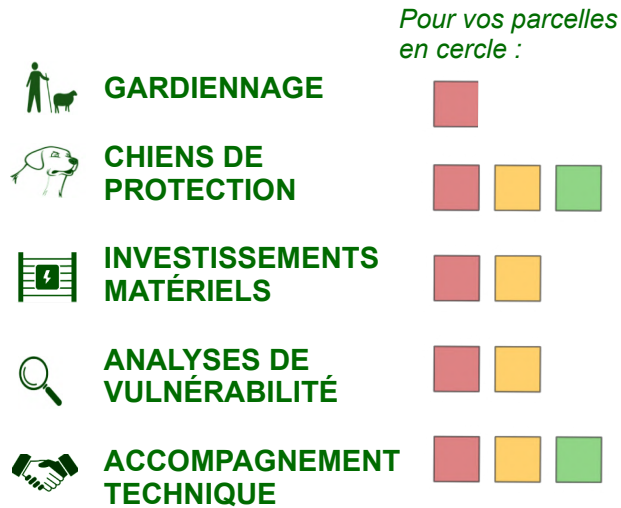 Pour vos parcelles
en cercle :
GARDIENNAGE
CHIENS DE
PROTECTION
INVESTISSEMENTS
MATÉRIELS
ANALYSES DE
VULNÉRABILITÉ
ACCOMPAGNEMENT
TECHNIQUE